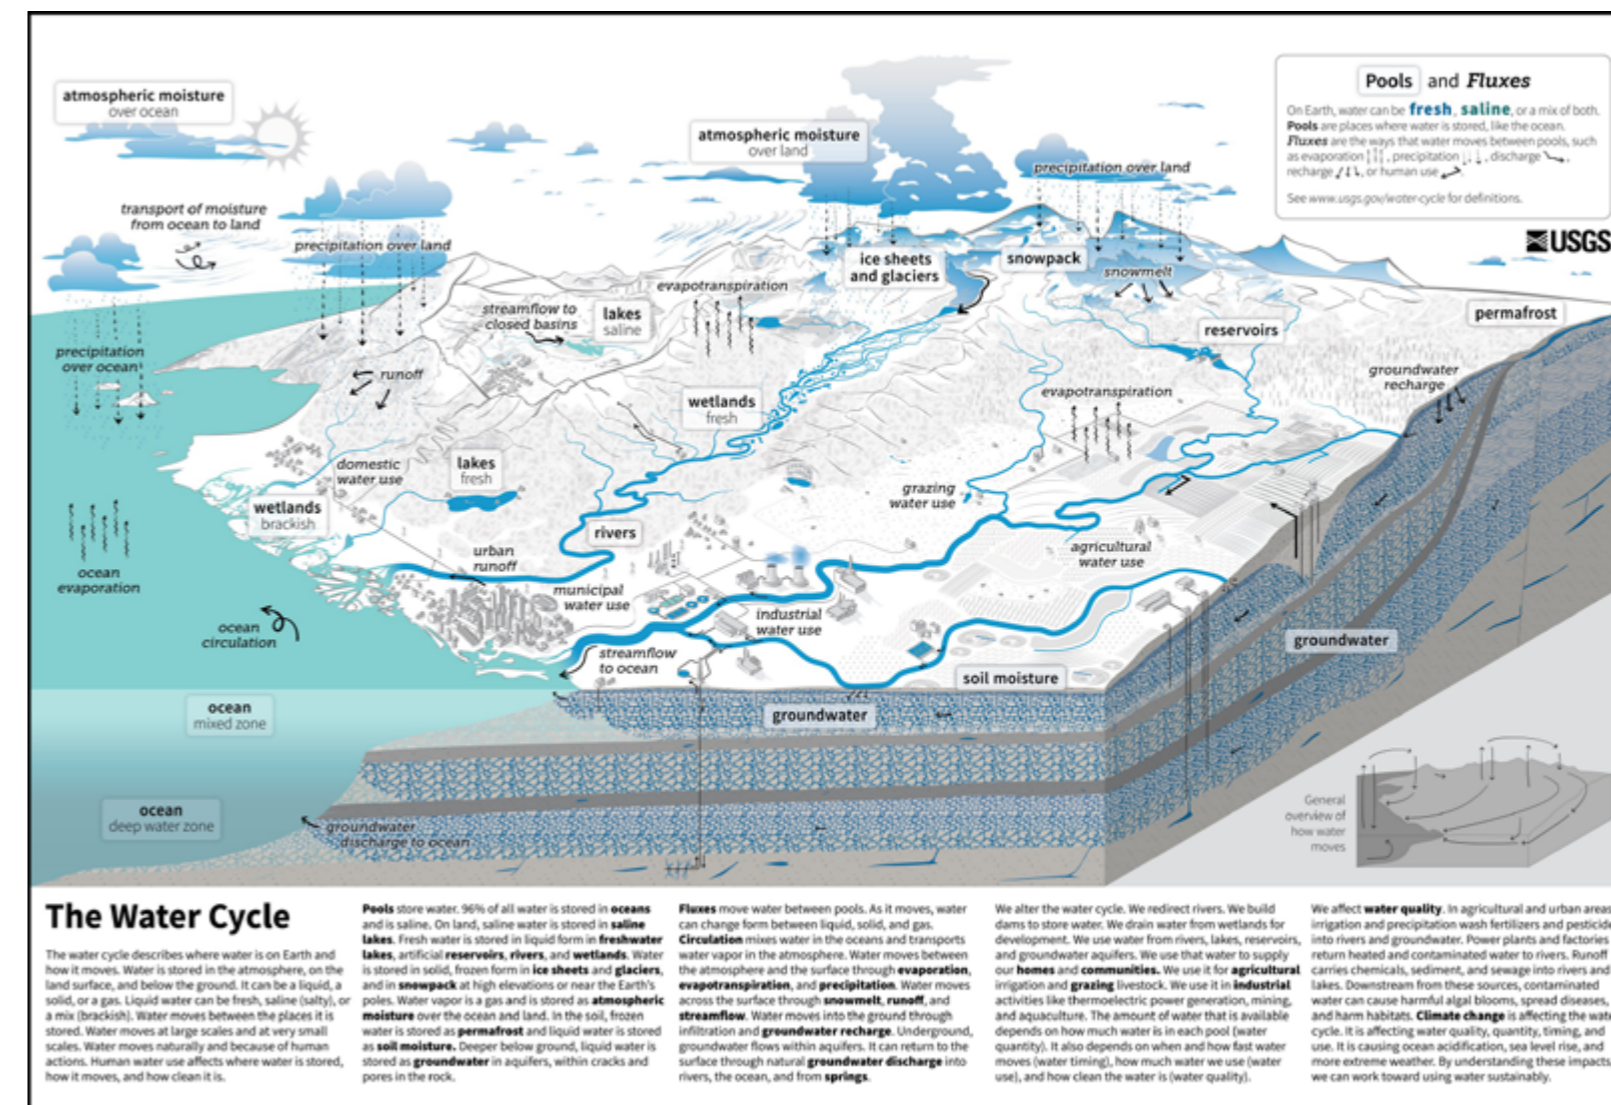 atmospheric moisture
over ocean
atmospheric moisture
over land
precipitation over land
Pools and Fluxes
On Earth, water can be fresh, saline, or a mix of both.
Pools are places where water is stored, like the ocean.
Fluxes are the ways that water moves between pools, such
as evaporation, precipitation, discharge,
recharge, or human use.
See www.usgs.gov/water-cycle for definitions.
USGS
transport of moisture
from ocean to land
precipitation over land
ice sheets
and glaciers
snowpack
snowmelt
evapotranspiration
streamflow to
closed basins
lakes
saline
reservoirs
permafrost
precipitation
over ocean
runoff
groundwater
recharge
evapotranspiration
wetlands
fresh
domestic
water use
lakes
fresh
grazing
water use
wetlands
brackish
rivers
urban
runoff
agricultural
water use
ocean
evaporation
municipal
water use
industrial
water use
ocean
circulation
streamflow
to ocean
groundwater
soil moisture
ocean
mixed zone
groundwater
ocean
deep water zone
groundwater
discharge to ocean
General
overview of
how water
moves
The Water Cycle
The water cycle describes where water is on Earth and
how it moves. Water is stored in the atmosphere, on the
land surface, and below the ground. It can be a liquid, a
solid, or a gas. Liquid water can be fresh, saline (salty), or
a mix (brackish). Water moves between the places it is
stored. Water moves at large scales and at very small
scales. Water moves naturally and because of human
actions. Human water use affects where water is stored,
how it moves, and how clean it is.
Pools store water. 96% of all water is stored in oceans
and is saline. On land, saline water is stored in saline
lakes. Fresh water is stored in liquid form in freshwater
lakes, artificial reservoirs, rivers, and wetlands. Water
is stored in solid, frozen form in ice sheets and glaciers,
and in snowpack at high elevations or near the Earth's
poles. Water vapor is a gas and is stored as atmospheric
moisture over the ocean and land. In the soil, frozen
water is stored as permafrost and liquid water is stored
as soil moisture. Deeper below ground, liquid water is
stored as groundwater in aquifers, within cracks and
pores in the rock.
Fluxes move water between pools. As it moves, water
can change form between liquid, solid, and gas.
Circulation mixes water in the oceans and transports
water vapor in the atmosphere. Water moves between
the atmosphere and the surface through evaporation,
evapotranspiration, and precipitation. Water moves
across the surface through snowmelt, runoff, and
streamflow. Water moves into the ground through
infiltration and groundwater recharge. Underground,
groundwater flows within aquifers. It can return to the
surface through natural groundwater discharge into
rivers, the ocean, and from springs.
We alter the water cycle. We redirect rivers. We build
dams to store water. We drain water from wetlands for
development. We use water from rivers, lakes, reservoirs,
and groundwater aquifers. We use that water to supply
our homes and communities. We use it for agricultural
irrigation and grazing livestock. We use it in industrial
activities like thermoelectric power generation, mining,
and aquaculture. The amount of water that is available
depends on how much water is in each pool (water
quantity). It also depends on when and how fast water
moves (water timing), how much water we use (water
use), and how clean the water is (water quality).
We affect water quality. In agricultural and urban areas
irrigation and precipitation wash fertilizers and pesticide
into rivers and groundwater. Power plants and factories
return heated and contaminated water to rivers. Runoff
carries chemicals, sediment, and sewage into rivers and
lakes. Downstream from these sources, contaminated
water can cause harmful algal blooms, spread diseases,
and harm habitats. Climate change is affecting the wate
cycle. It is affecting water quality, quantity, timing, and
use. It is causing ocean acidification, sea level rise, and
more extreme weather. By understanding these impacts,
we can work toward using water sustainably.